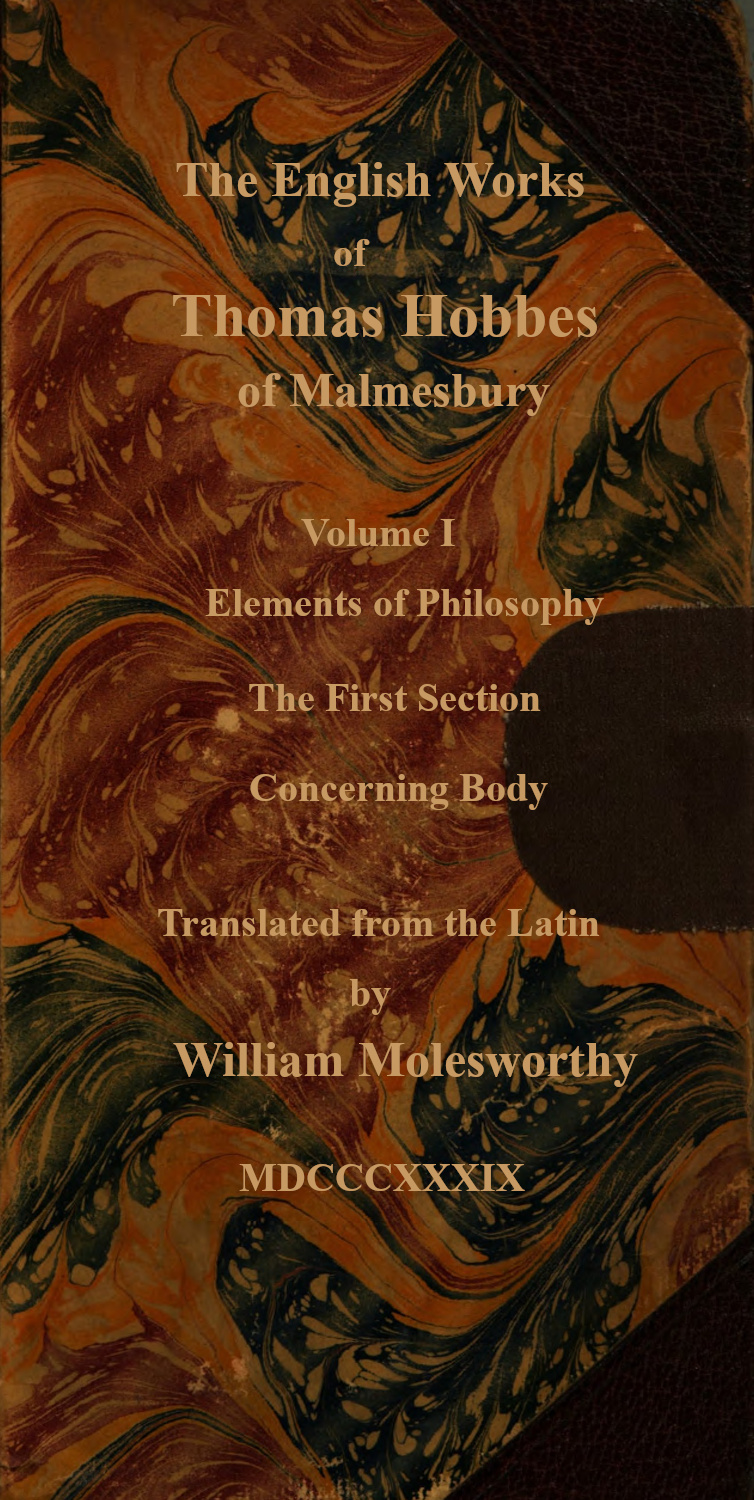 The English Works
of
Thomas Hobbes
of Malmesbury
Volume I
Elements of Philosophy
The First Section
Concerning Body
Translated from the Latin
by
William Molesworthy
MDCCCXXXIX